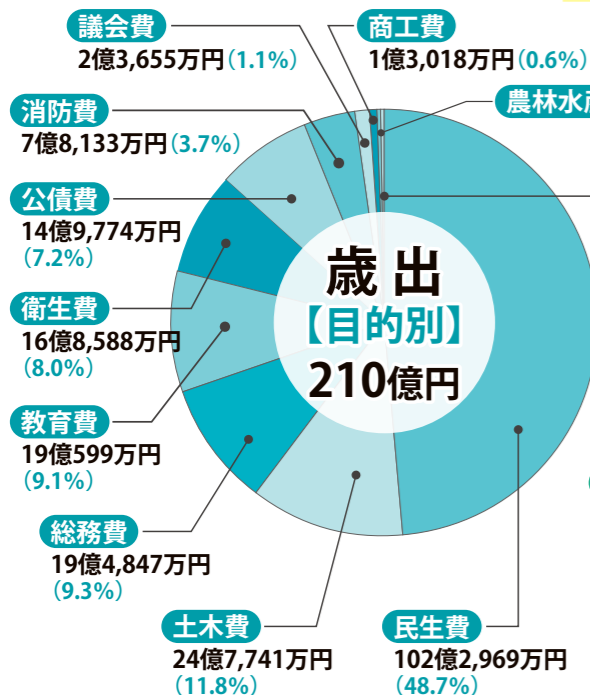 議会費
2億3,655万円(1.1%)
商工費
1億3,018万円(0.6%)
農林水産
消防費
7億8,133万円(3.7%)
公債費
14億9,774万円
(7.2%)
衛生費
16億8,588万円
(8.0%)
教育費
19億599万円
(9.1%)
総務費
19億4,847万円
(9.3%)
土木費
24億7,741万円
(11.8%)
民生費
102億2,969万円
(48.7%)
歳出
【目的別】
210億円